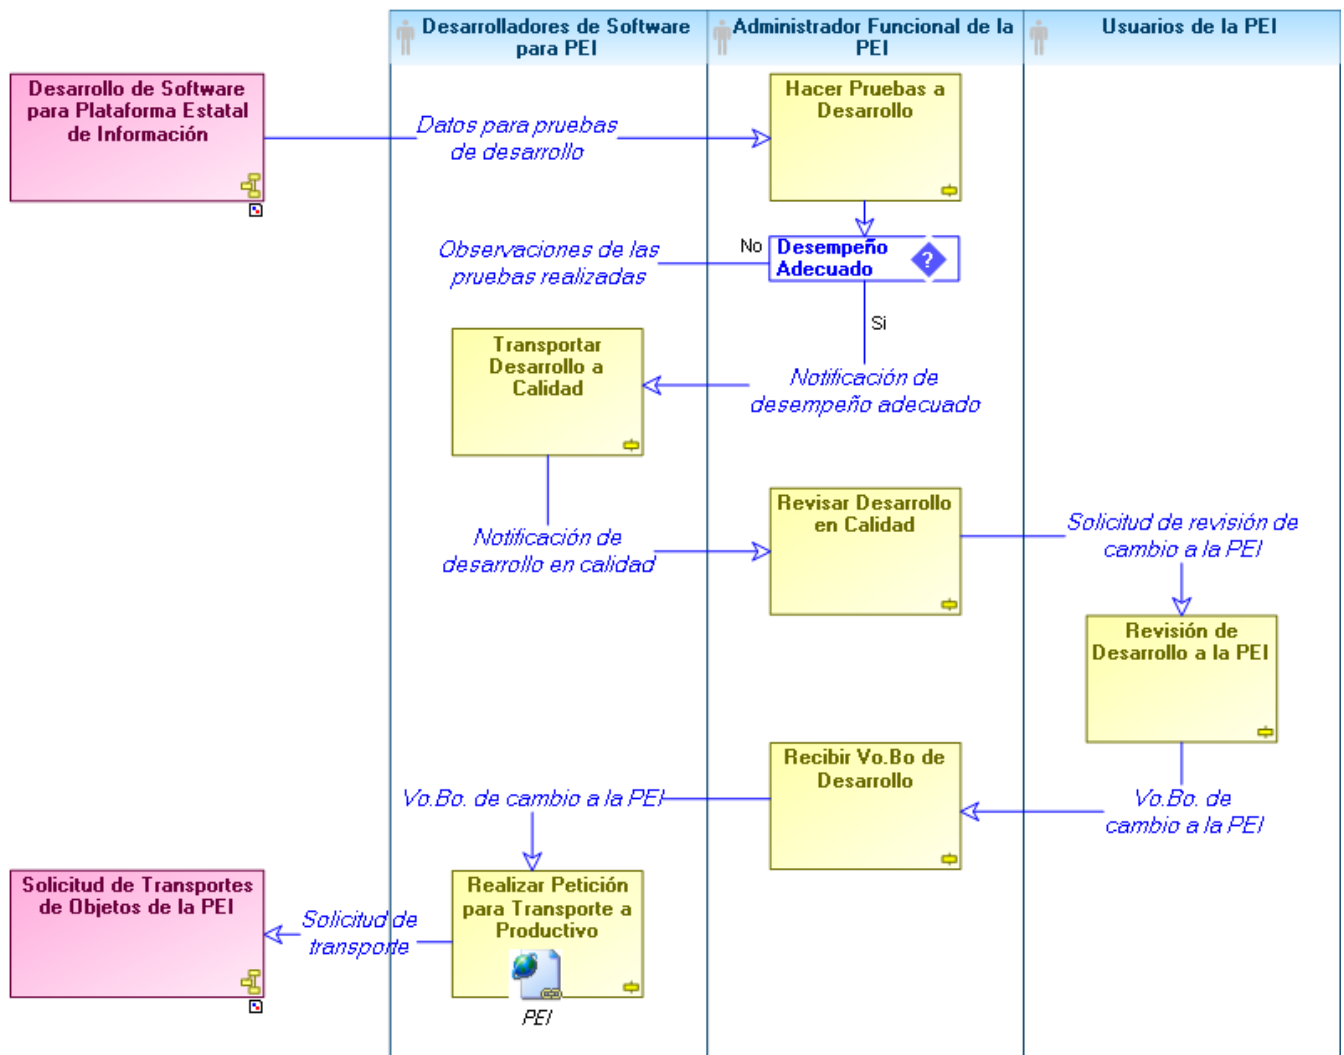 Desarrolladores de Software
para PEI
Administrador Funcional de la
PEI
Usuarios de la PEI
Desarrollo de Software
para Plataforma Estatal
de Información
Datos para pruebas
de desarrollo
Hacer Pruebas a
Desarrollo
Observaciones de las
pruebas realizadas
No
Desempeño
Adecuado
?
Si
Transportar
Desarrollo a
Calidad
Notificación de
desempeño adecuado
Notificación de
desarrollo en calidad
Revisar Desarrollo
en Calidad
Solicitud de revisión de
cambio a la PEI
Revisión de
Desarrollo a la PEI
Recibir Vo.Bo de
Desarrollo
Vo.Bo. de cambio a la PEI
Vo.Bo. de
cambio a la PEI
Solicitud de Transportes
de Objetos de la PEI
Solicitud de
transporte
Realizar Petición
para Transporte a
Productivo
PEI